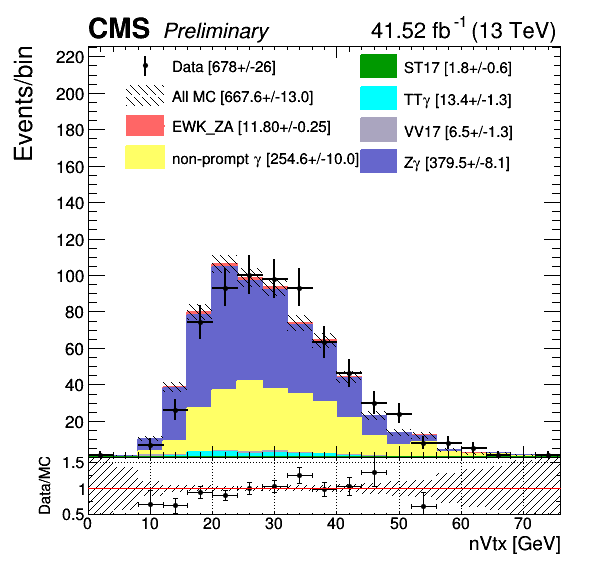 CMS Preliminary 41.52 fb⁻¹ (13 TeV)
Events/bin
220
200
180
160
140
120
100
80
60
40
20
Data [678+/-26]
All MC [667.6+/-13.0]
EWK_ZA [11.80+/-0.25]
non-prompt γ [254.6+/-10.0]
ST17 [1.8+/-0.6]
TTγ [13.4+/-1.3]
VV17 [6.5+/-1.3]
Zγ [379.5+/-8.1]
Data/MC
1.5
1
0.5
0 10 20 30 40 50 60 70
nVtx [GeV]